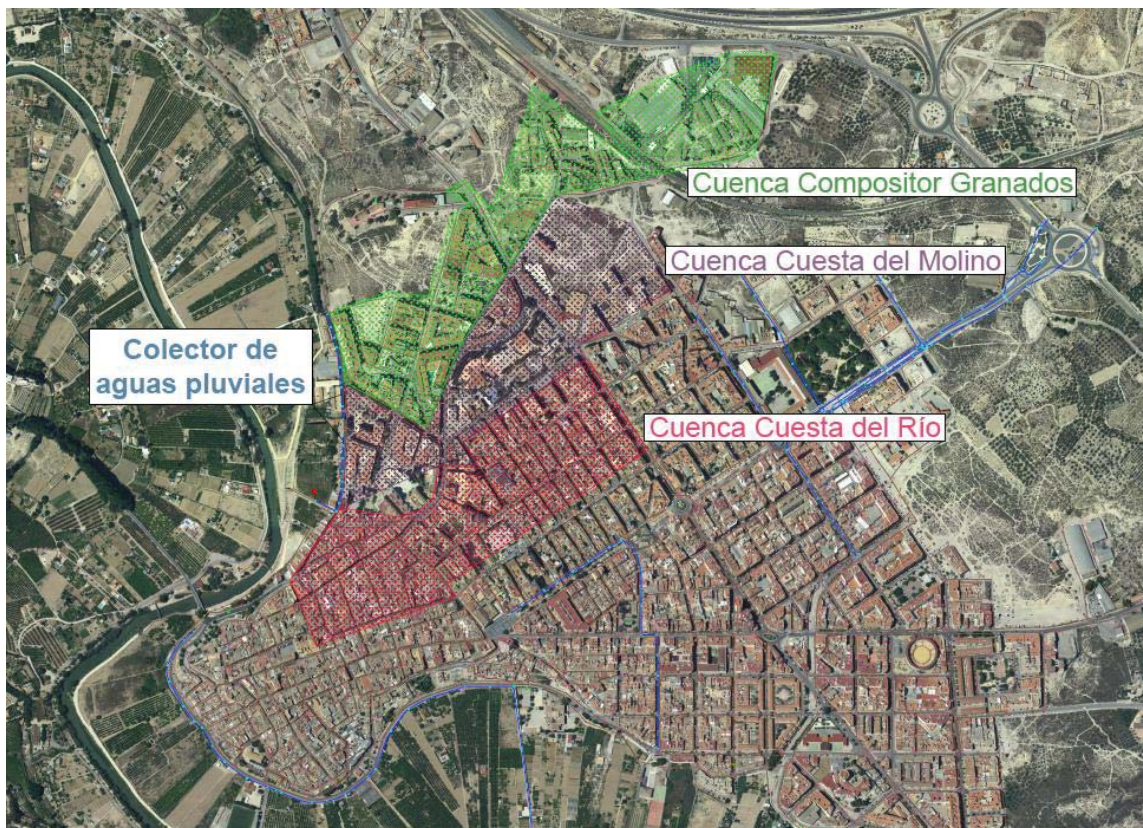 Cuenca Compositor Granados
Cuenca Cuesta del Molino
Colector de
aguas pluviales
Cuenca Cuesta del Río